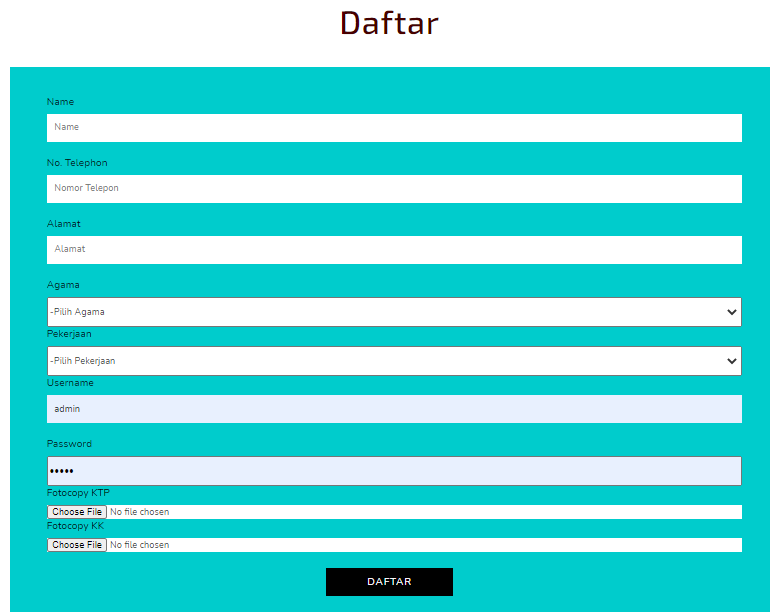 Daftar
Name
Name
No. Telephon
Nomor Telepon
Alamat
Alamat
Agama
-Pilih Agama
Pekerjaan
-Pilih Pekerjaan
Username
admin
Password
•••••
Fotocopy KTP
Choose File No file chosen
Fotocopy KK
Choose File No file chosen
DAFTAR